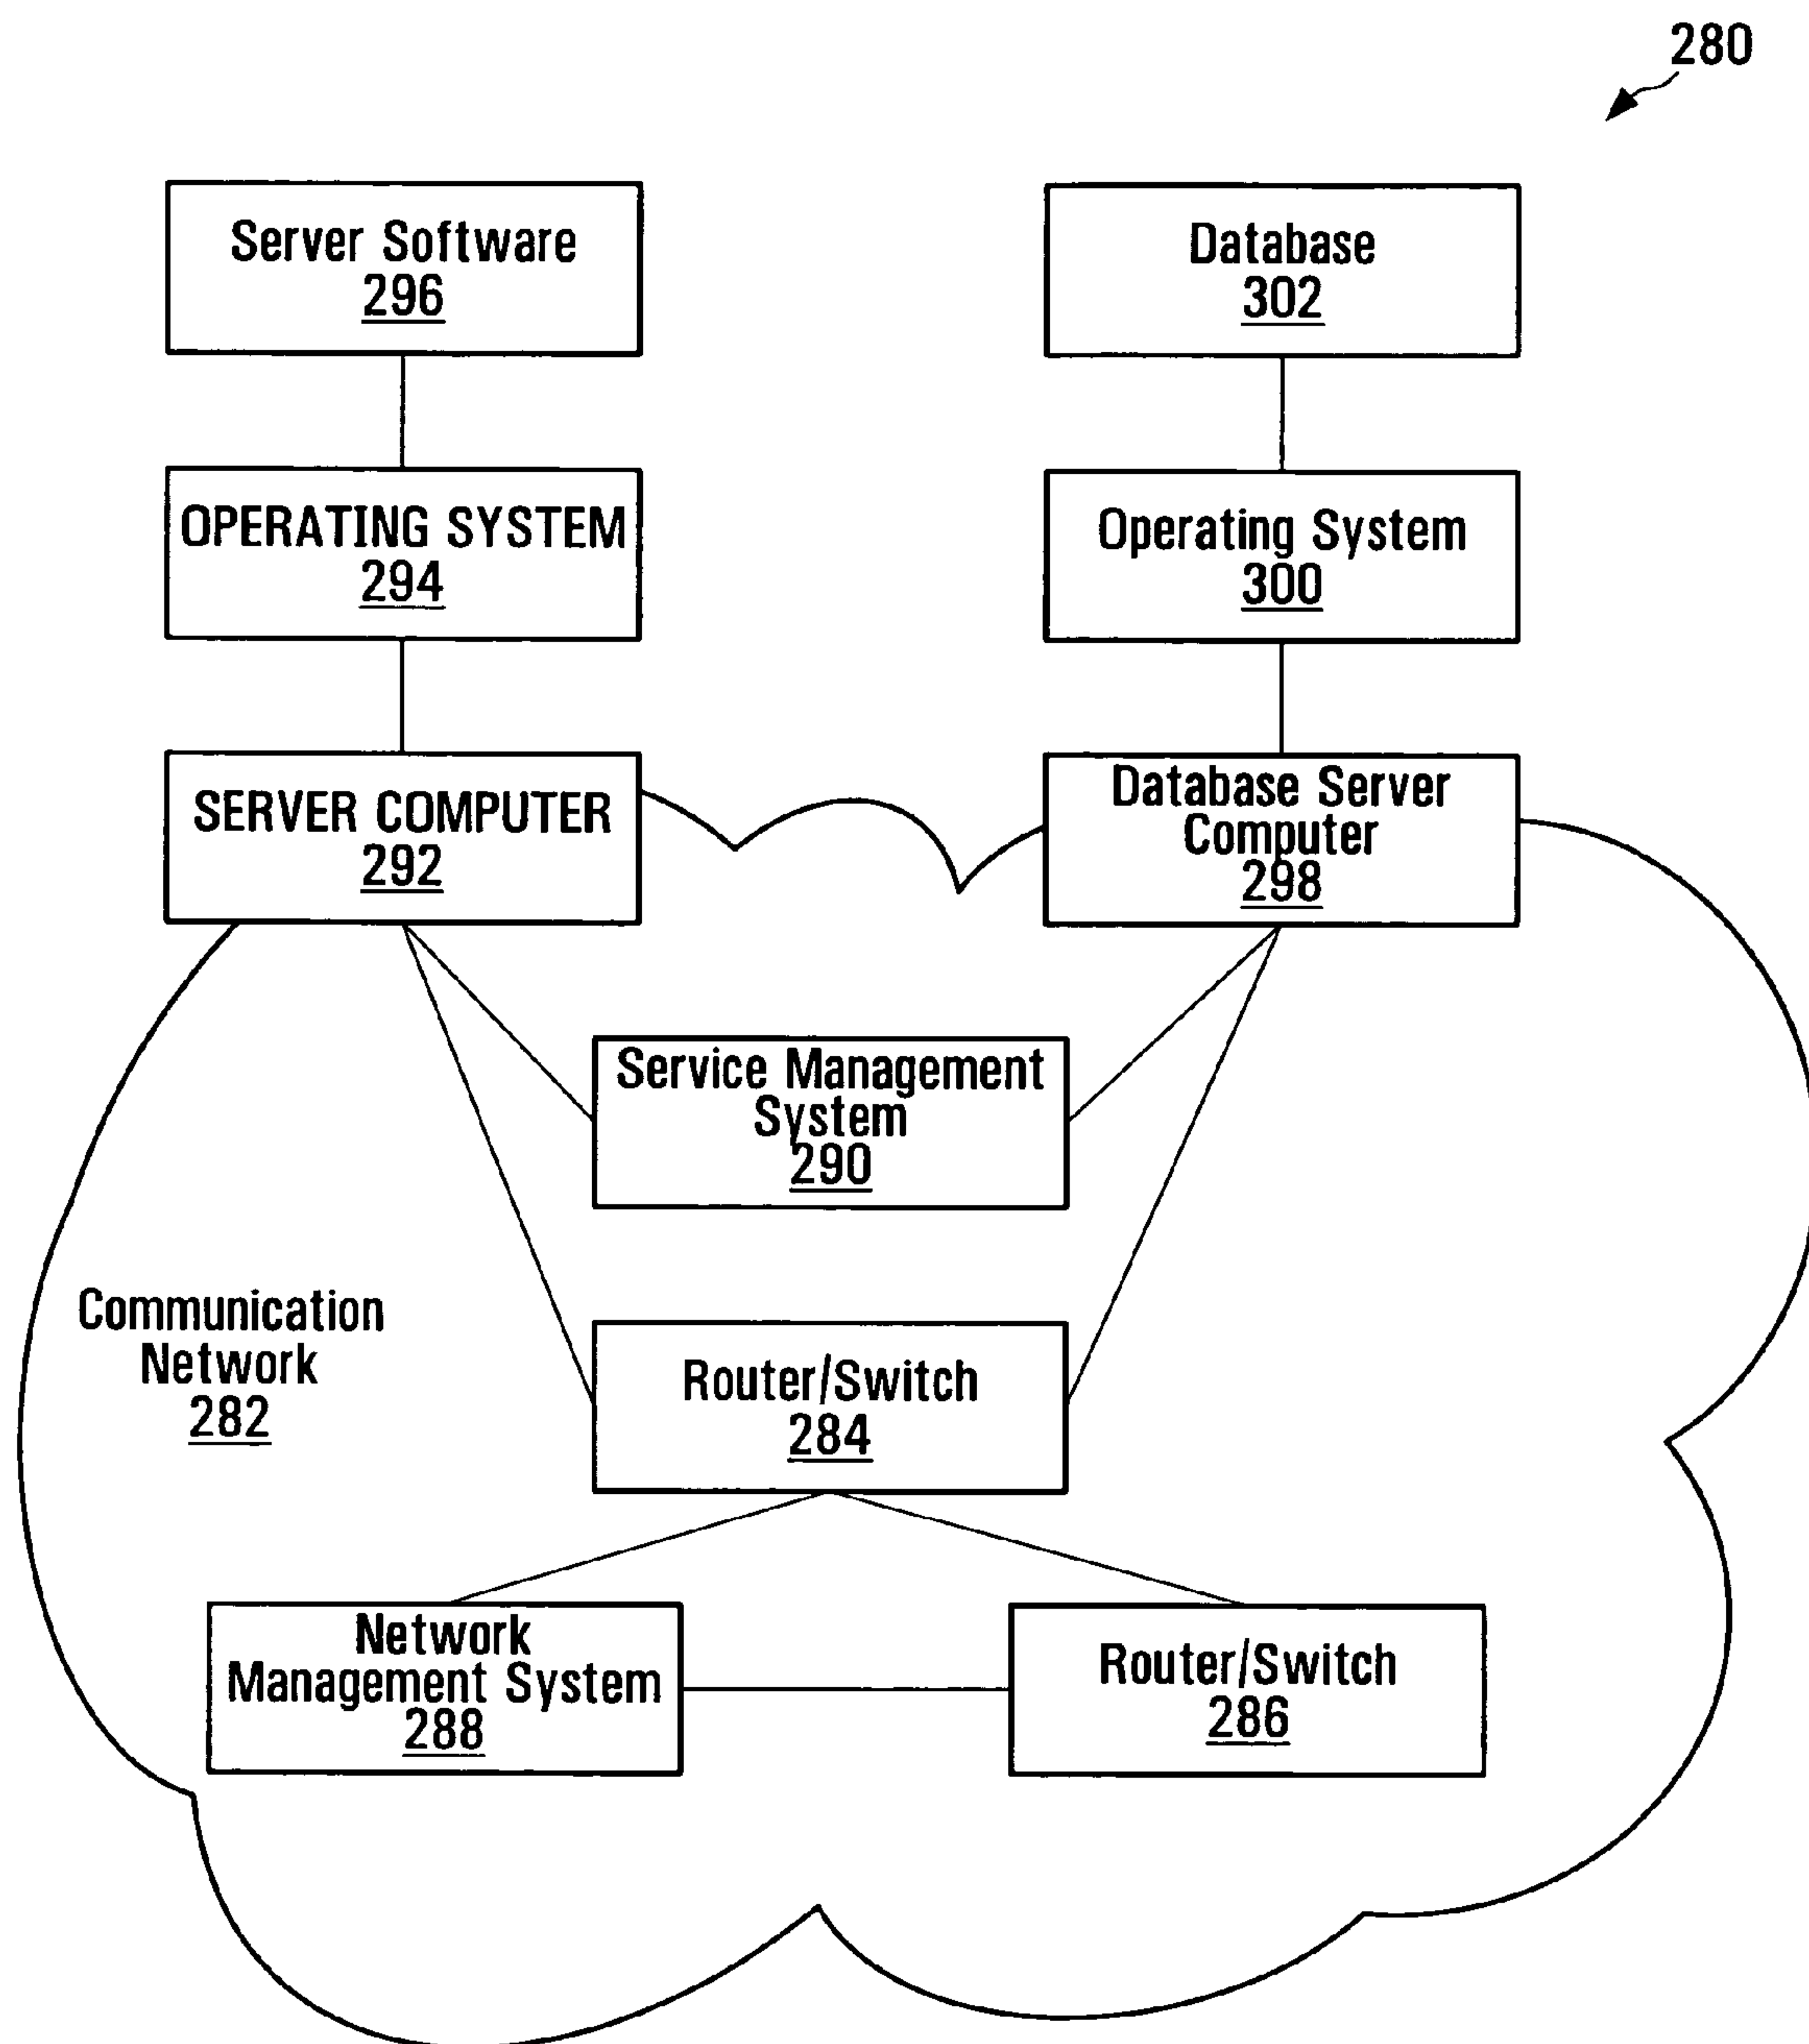 280
Server Software
296
Database
302
OPERATING SYSTEM
294
Operating System
300
SERVER COMPUTER
292
Database Server
Computer
298
Service Management
System
290
Communication
Network
282
Router/Switch
284
Network
Management System
288
Router/Switch
286